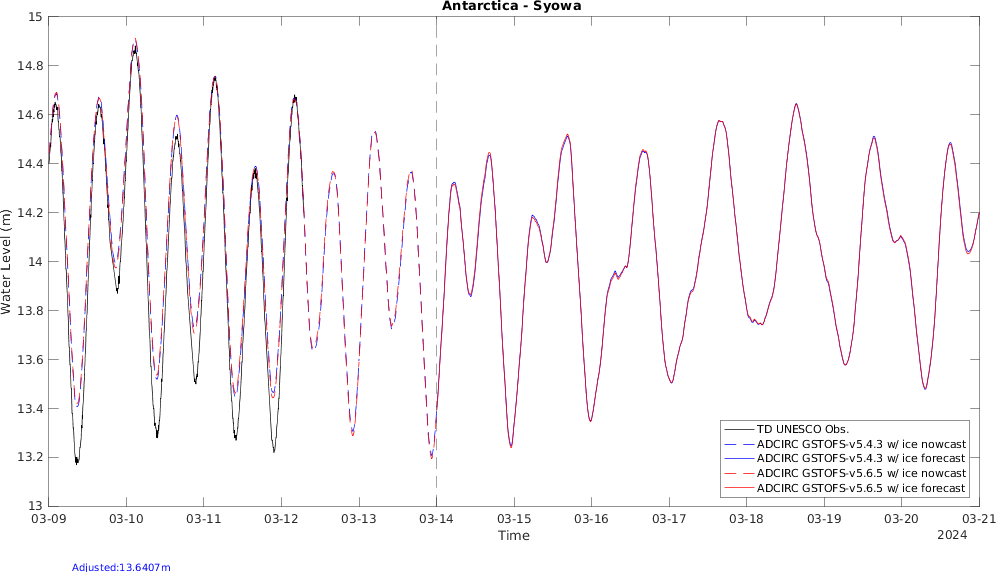 Antarctica - Syowa
15
14.8
14.6
14.4
14.2
14
13.8
13.6
13.4
13.2
13
Water Level (m)
TD UNESCO Obs.
ADCIRC GSTOFS-v5.4.3 w/ ice nowcast
ADCIRC GSTOFS-v5.4.3 w/ ice forecast
ADCIRC GSTOFS-v5.6.5 w/ ice nowcast
ADCIRC GSTOFS-v5.6.5 w/ ice forecast
03-09 03-10 03-11 03-12 03-13 03-14 03-15 03-16 03-17 03-18 03-19 03-20 03-21
Time
2024
Adjusted:13.6407m